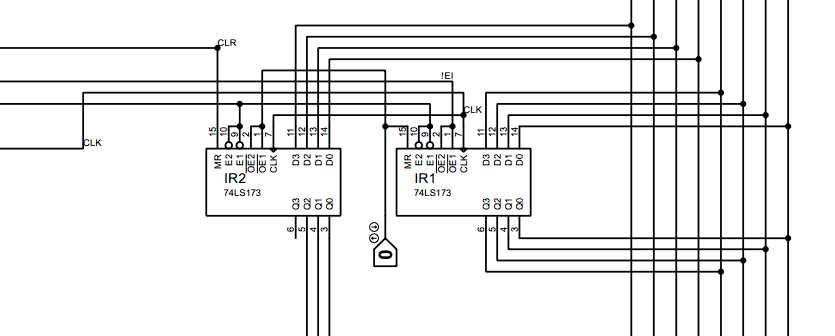 CLR
!EI
CLK
CLK
15 10 9 2 1 7 11 12 13 14
15 10 9 2 1 7 11 12 13 14
MR E2 E1 OE2 OE1 CLK D3 D2 D1 D0
MR E2 E1 OE2 OE1 CLK D3 D2 D1 D0
IR2
IR1
74LS173
74LS173
Q3 Q2 Q1 Q0
Q3 Q2 Q1 Q0
6 5 4 3
6 5 4 3
0